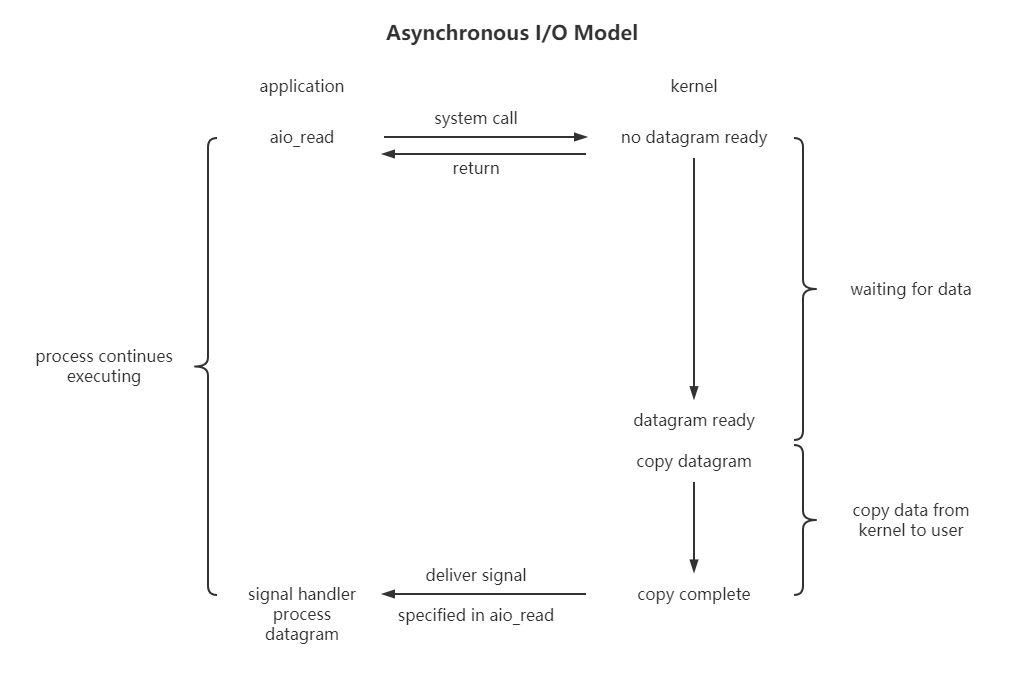 Asynchronous I/O Model
application
kernel
system call
aio_read
no datagram ready
return
waiting for data
process continues
executing
datagram ready
copy datagram
copy data from
kernel to user
deliver signal
signal handler
process
datagram
copy complete
specified in aio_read